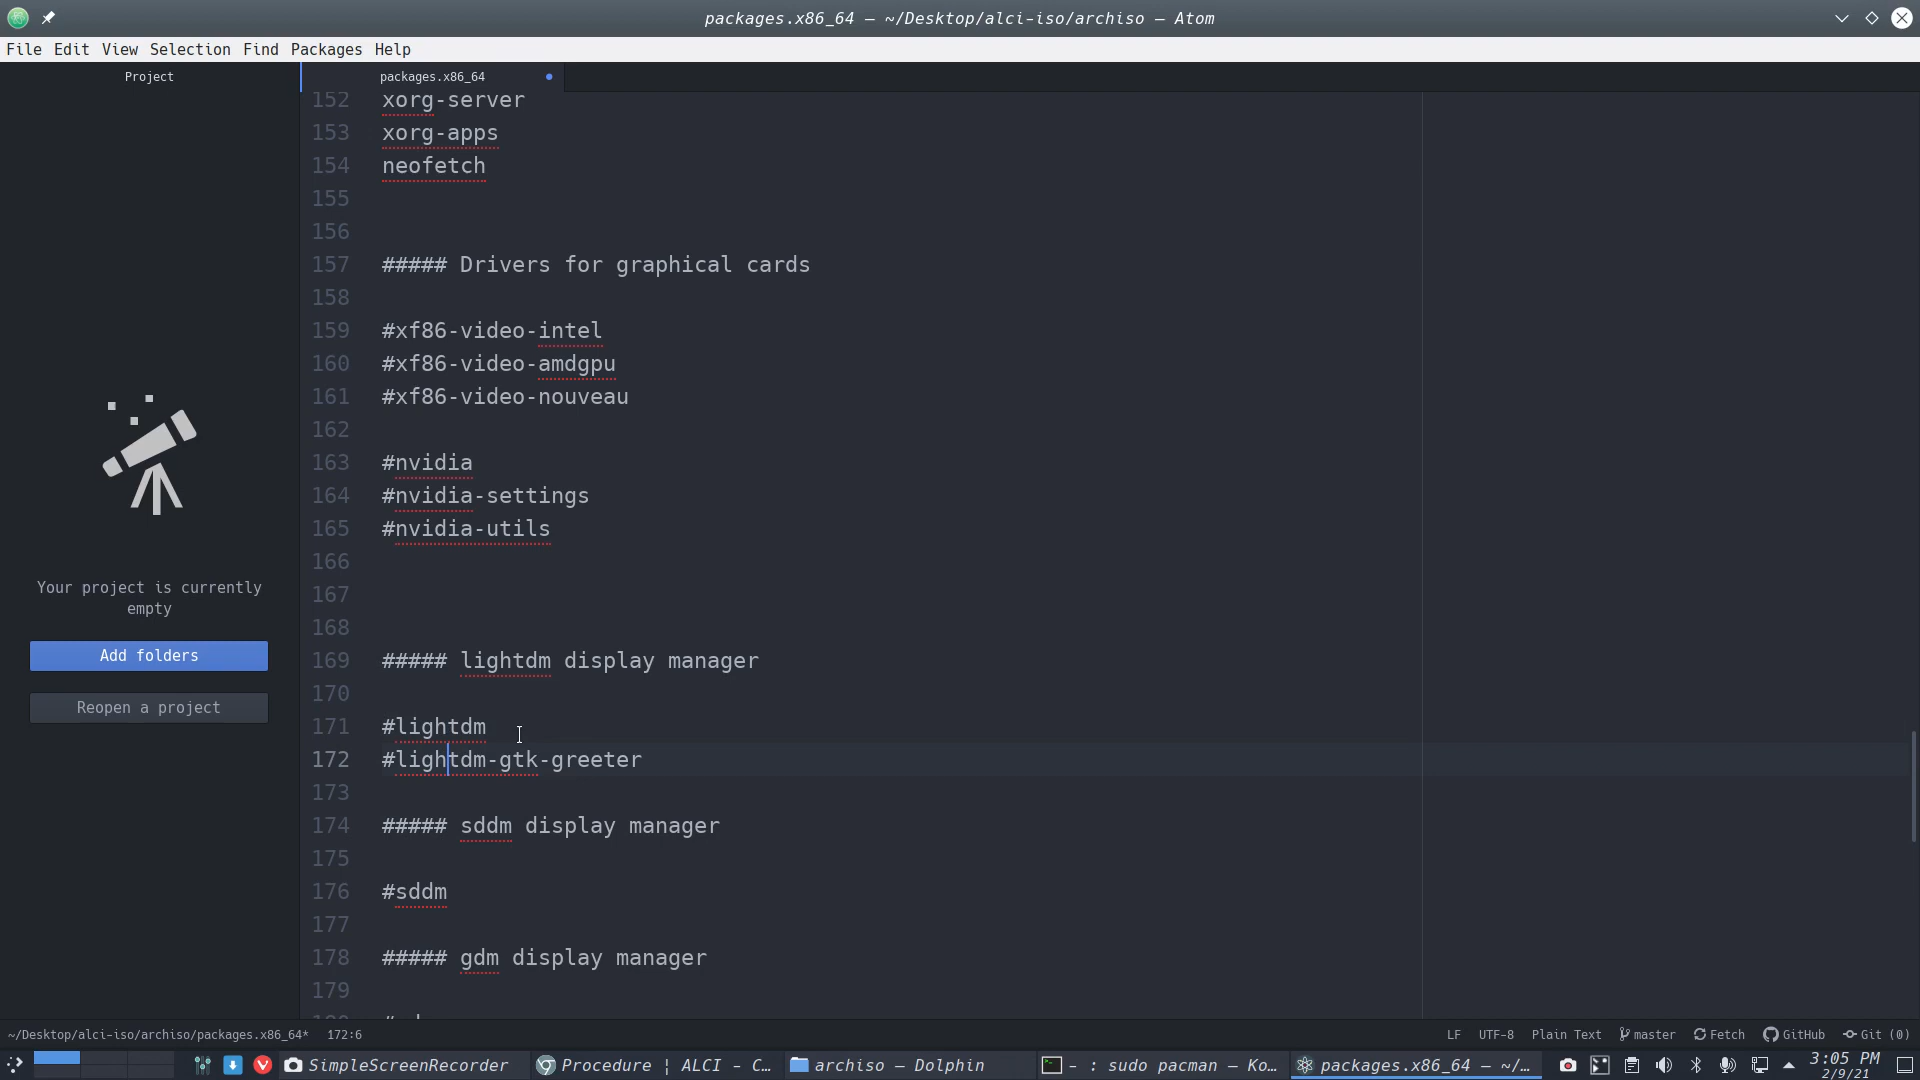 packages.x86_64 — ~/Desktop/alci-iso/archiso — Atom
File Edit View Selection Find Packages Help
Project
packages.x86_64
152 xorg-server
153 xorg-apps
154 neofetch
155
156
157 ##### Drivers for graphical cards
158
159 #xf86-video-intel
160 #xf86-video-amdgpu
161 #xf86-video-nouveau
162
163 #nvidia
164 #nvidia-settings
165 #nvidia-utils
166
167
168
169 ##### lightdm display manager
170
171 #lightdm
172 #lightdm-gtk-greeter
173
174 ##### sddm display manager
175
176 #sddm
177
178 ##### gdm display manager
179
Your project is currently
empty
Add folders
Reopen a project
~/Desktop/alci-iso/archiso/packages.x86_64* 172:6
LF UTF-8 Plain Text master Fetch GitHub Git (0)
SimpleScreenRecorder
Procedure | ALCI - C...
archiso — Dolphin
- : sudo pacman — Ko...
packages.x86_64 — ~/...
3:05 PM
2/9/21